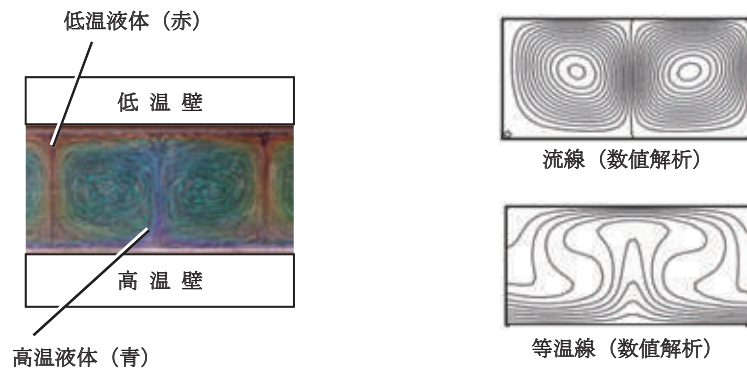 低温液体（赤）
低 温 壁
高 温 壁
高温液体（青）
流線（数値解析）
等温線（数値解析）